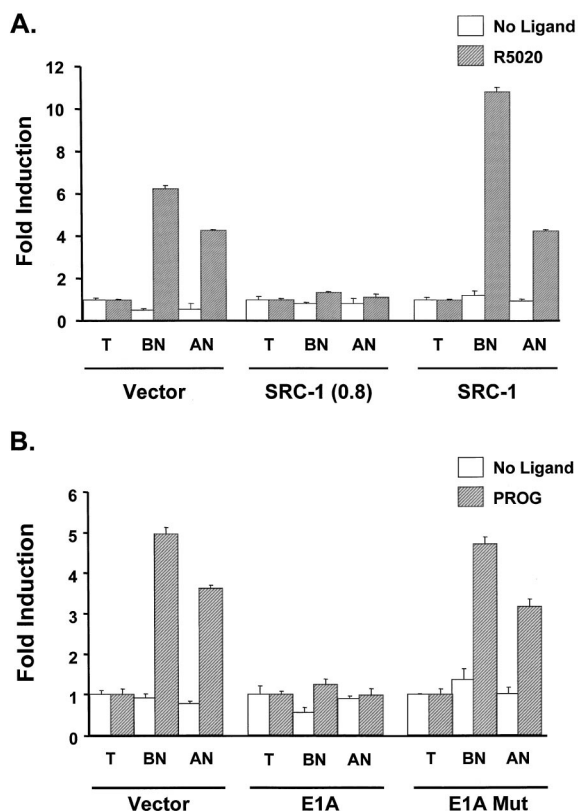 A.
No Ligand
R5020
Fold Induction
12
10
8
6
4
2
0
T BN AN T BN AN T BN AN
Vector SRC-1 (0.8) SRC-1
B.
No Ligand
PROG
Fold Induction
6
5
4
3
2
1
0
T BN AN T BN AN T BN AN
Vector E1A E1A Mut